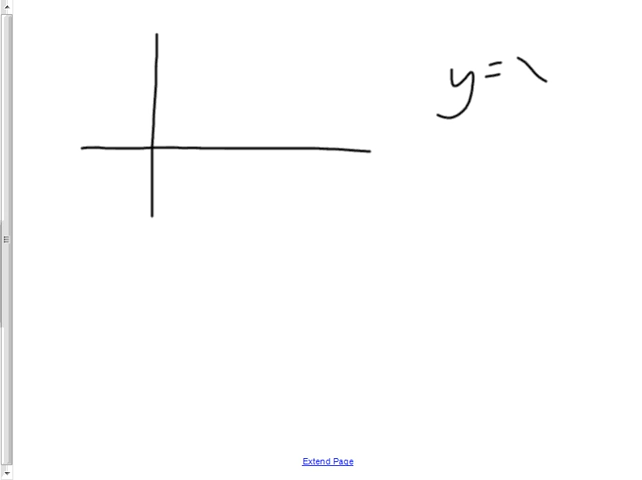 y = \
Extend Page